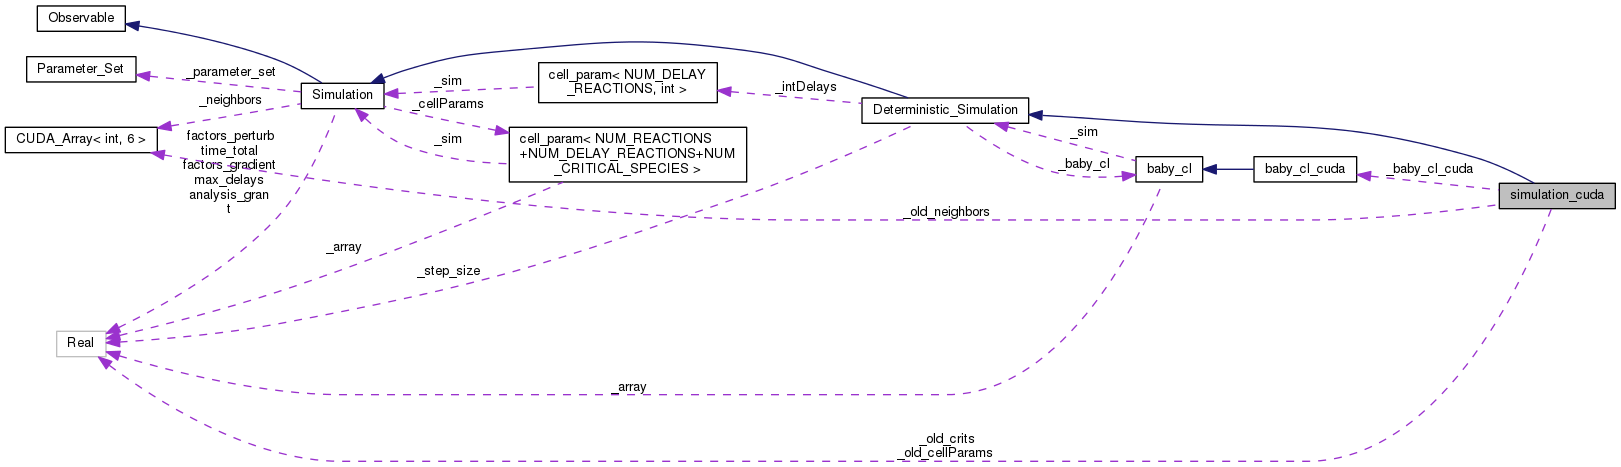 Observable
Parameter_Set
_parameter_set
Simulation
_neighbors
CUDA_Array< int, 6 >
factors_perturb
time_total
factors_gradient
max_delays
analysis_gran
t
_sim
_cellParams
_sim
cell_param< NUM_DELAY
_REACTIONS, int >
cell_param< NUM_REACTIONS
+NUM_DELAY_REACTIONS+NUM
_CRITICAL_SPECIES >
_intDelays
Deterministic_Simulation
_sim
_baby_cl
baby_cl
baby_cl_cuda
_baby_cl_cuda
simulation_cuda
_old_neighbors
_array
_step_size
Real
_array
_old_crits
_old_cellParams